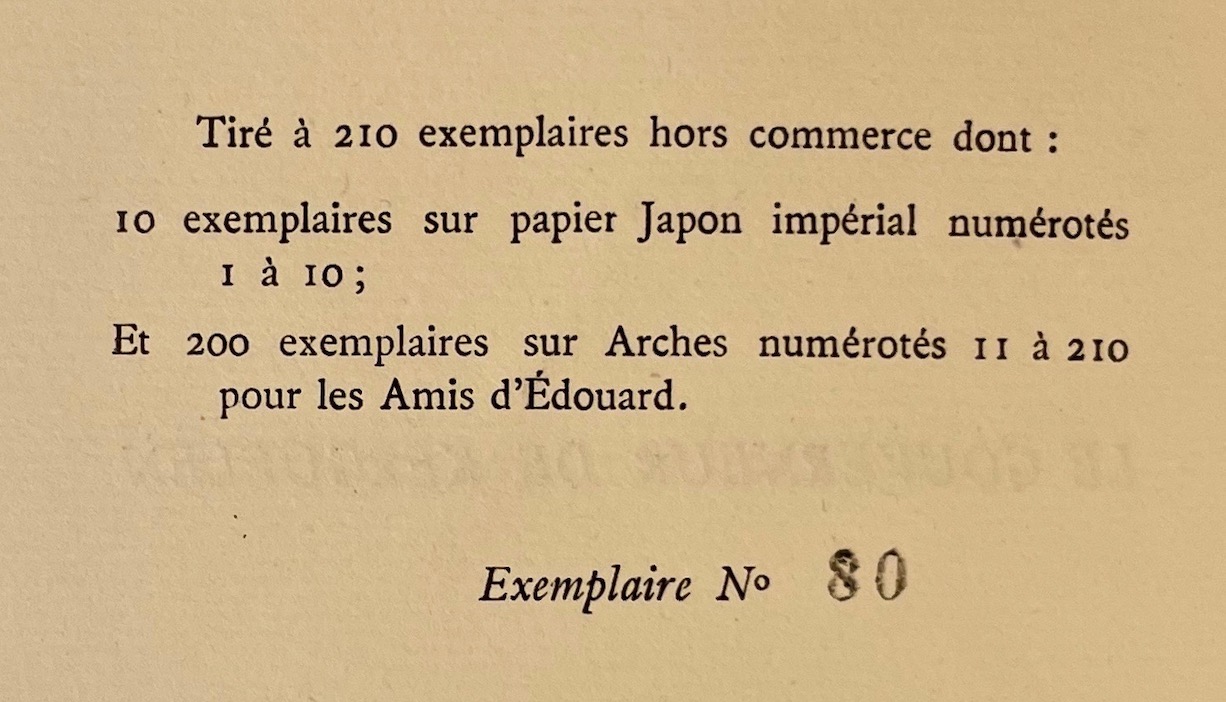 Tiré à 210 exemplaires hors commerce dont :
10 exemplaires sur papier Japon impérial numérotés
1 à 10 ;
Et 200 exemplaires sur Arches numérotés 11 à 210
pour les Amis d'Édouard.
Exemplaire Nº 80